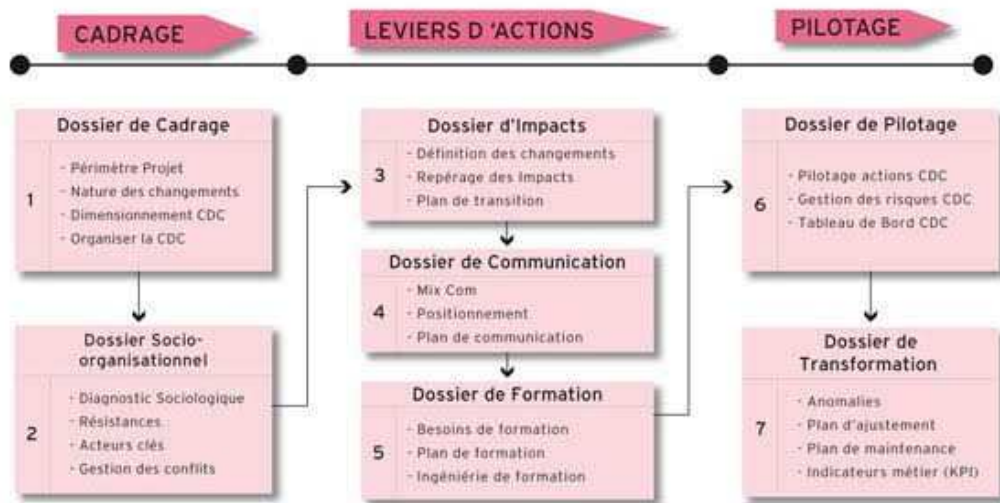 CADRAGE
LEVIERS D 'ACTIONS
PILOTAGE
Dossier de Cadrage
1
- Périmètre Projet
- Nature des changements
- Dimensionnement CDC
- Organiser la CDC
Dossier Socio-
organisationnel
2
- Diagnostic Sociologique
- Résistances.
- Acteurs clés
- Gestion des conflits
Dossier d'Impacts
3
- Définition des changements
- Repérage des Impacts
- Plan de transition
Dossier de Communication
4
- Mix Com
- Positionnement
- Plan de communication
Dossier de Formation
5
- Besoins de formation
- Plan de formation
- Ingéniérie de formation
Dossier de Pilotage
6
- Pilotage actions CDC
- Gestion des risques CDC
- Tableau de Bord CDC
Dossier de
Transformation
7
- Anomalies
- Plan d'ajustement
- Plan de maintenance
- Indicateurs métier (KPI)